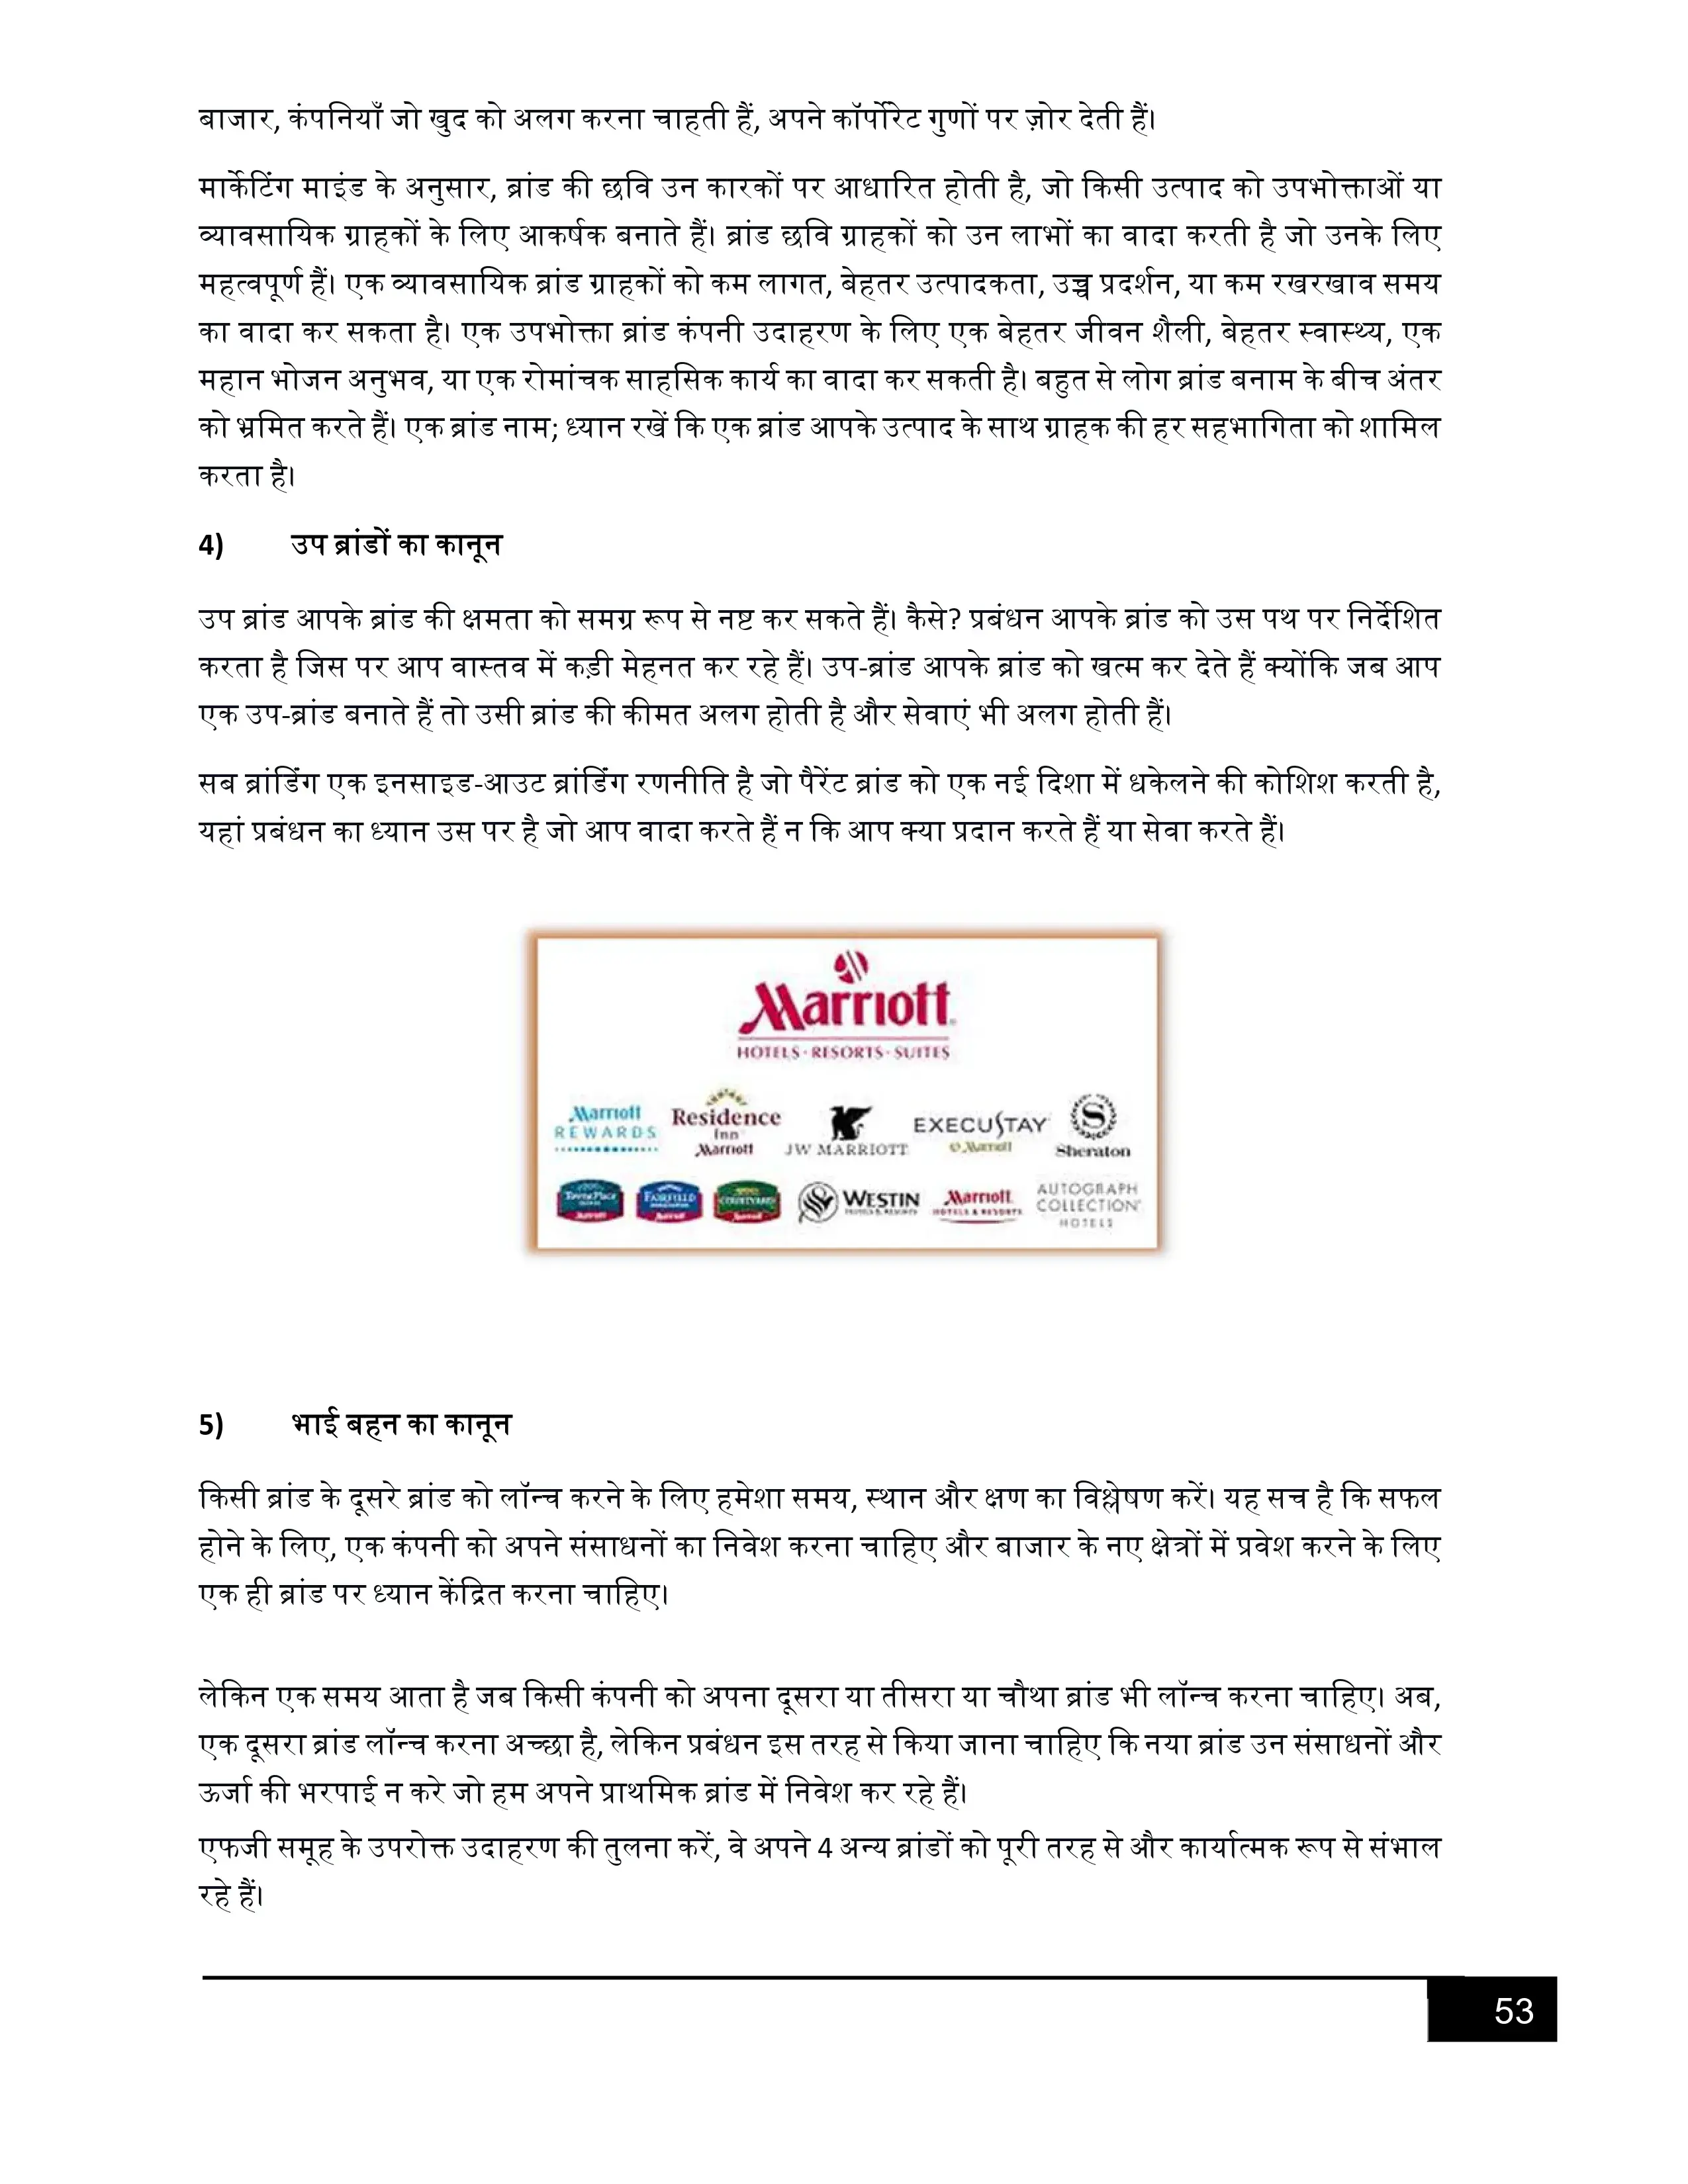 बाजार, कंपनियाँ जो खुद को अलग करना चाहती हैं, अपने कॉर्पोरेट गुणों पर ज़ोर देती हैं।
मार्केटिंग माइंड के अनुसार, ब्रांड की छवि उन कारकों पर आधारित होती है, जो किसी उत्पाद को उपभोक्ताओं या
व्यावसायिक ग्राहकों के लिए आकर्षक बनाते हैं। ब्रांड छवि ग्राहकों को उन लाभों का वादा करती है जो उनके लिए
महत्वपूर्ण हैं। एक व्यावसायिक ब्रांड ग्राहकों को कम लागत, बेहतर उत्पादकता, उच्च प्रदर्शन, या कम रखरखाव समय
का वादा कर सकता है। एक उपभोक्ता ब्रांड कंपनी उदाहरण के लिए एक बेहतर जीवन शैली, बेहतर स्वास्थ्य, एक
महान भोजन अनुभव, या एक रोमांचक साहसिक कार्य का वादा कर सकती है। बहुत से लोग ब्रांड बनाम के बीच अंतर
को भ्रमित करते हैं। एक ब्रांड नाम; ध्यान रखें कि एक ब्रांड आपके उत्पाद के साथ ग्राहक की हर सहभागिता को शामिल
करता है।
4) उप ब्रांडों का कानून
उप ब्रांड आपके ब्रांड की क्षमता को समग्र रूप से नष्ट कर सकते हैं। कैसे? प्रबंधन आपके ब्रांड को उस पथ पर निर्देशित
करता है जिस पर आप वास्तव में कड़ी मेहनत कर रहे हैं। उप-ब्रांड आपके ब्रांड को खत्म कर देते हैं क्योंकि जब आप
एक उप-ब्रांड बनाते हैं तो उसी ब्रांड की कीमत अलग होती है और सेवाएं भी अलग होती हैं।
सब ब्रांडिंग एक इनसाइड-आउट ब्रांडिंग रणनीति है जो पैरेंट ब्रांड को एक नई दिशा में धकेलने की कोशिश करती है,
यहां प्रबंधन का ध्यान उस पर है जो आप वादा करते हैं न कि आप क्या प्रदान करते हैं या सेवा करते हैं।
Marriott
HOTELS · RESORTS · SUITES
Marriott REWARDS
Residence Inn Marriott
JW MARRIOTT
EXECUSTAY Marriott
Sheraton
TownePlace Marriott
FAIRFIELD Marriott
COURTYARD Marriott
WESTIN HOTELS & RESORTS
Marriott HOTELS & RESORTS
AUTOGRAPH COLLECTION HOTELS
5) भाई बहन का कानून
किसी ब्रांड के दूसरे ब्रांड को लॉन्च करने के लिए हमेशा समय, स्थान और क्षण का विश्लेषण करें। यह सच है कि सफल
होने के लिए, एक कंपनी को अपने संसाधनों का निवेश करना चाहिए और बाजार के नए क्षेत्रों में प्रवेश करने के लिए
एक ही ब्रांड पर ध्यान केंद्रित करना चाहिए।
लेकिन एक समय आता है जब किसी कंपनी को अपना दूसरा या तीसरा या चौथा ब्रांड भी लॉन्च करना चाहिए। अब,
एक दूसरा ब्रांड लॉन्च करना अच्छा है, लेकिन प्रबंधन इस तरह से किया जाना चाहिए कि नया ब्रांड उन संसाधनों और
ऊर्जा की भरपाई न करे जो हम अपने प्राथमिक ब्रांड में निवेश कर रहे हैं।
एफजी समूह के उपरोक्त उदाहरण की तुलना करें, वे अपने 4 अन्य ब्रांडों को पूरी तरह से और कार्यात्मक रूप से संभाल
रहे हैं।
53